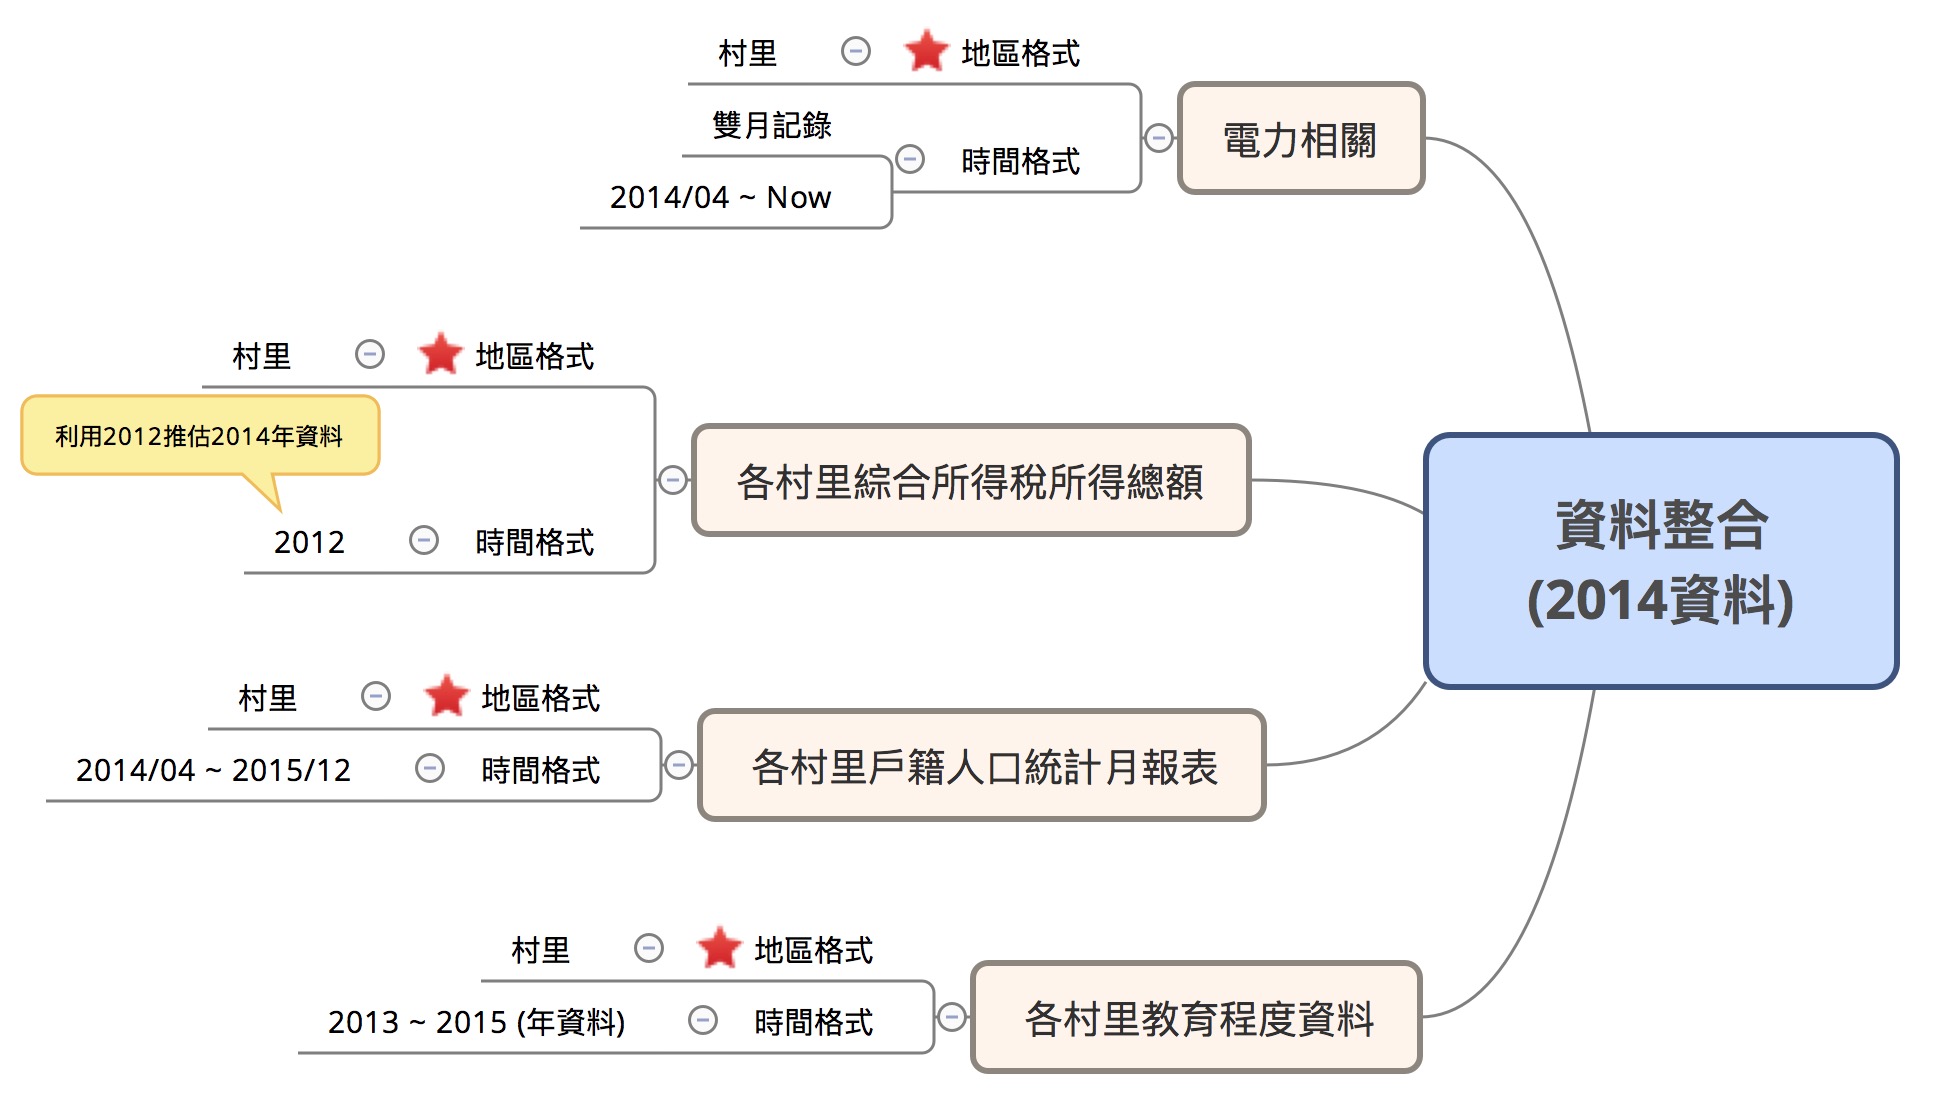 村里
地區格式
雙月記錄
時間格式
2014/04 ~ Now
電力相關
村里
地區格式
利用2012推估2014年資料
2012
時間格式
各村里綜合所得稅所得總額
資料整合
(2014資料)
村里
地區格式
2014/04 ~ 2015/12
時間格式
各村里戶籍人口統計月報表
村里
地區格式
2013 ~ 2015 (年資料)
時間格式
各村里教育程度資料